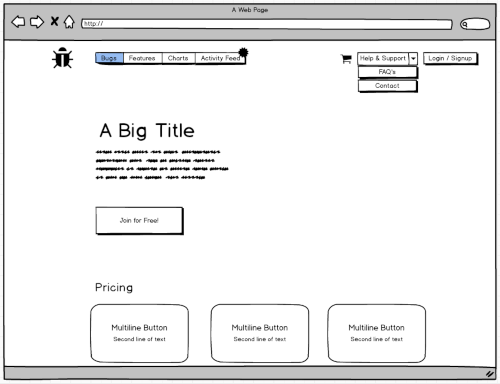 A Web Page
http://
Bugs Features Charts Activity Feed Help & Support Login / Signup
FAQ's
Contact
A Big Title
Join for Free!
Pricing
Multiline Button Multiline Button Multiline Button
Second line of text Second line of text Second line of text